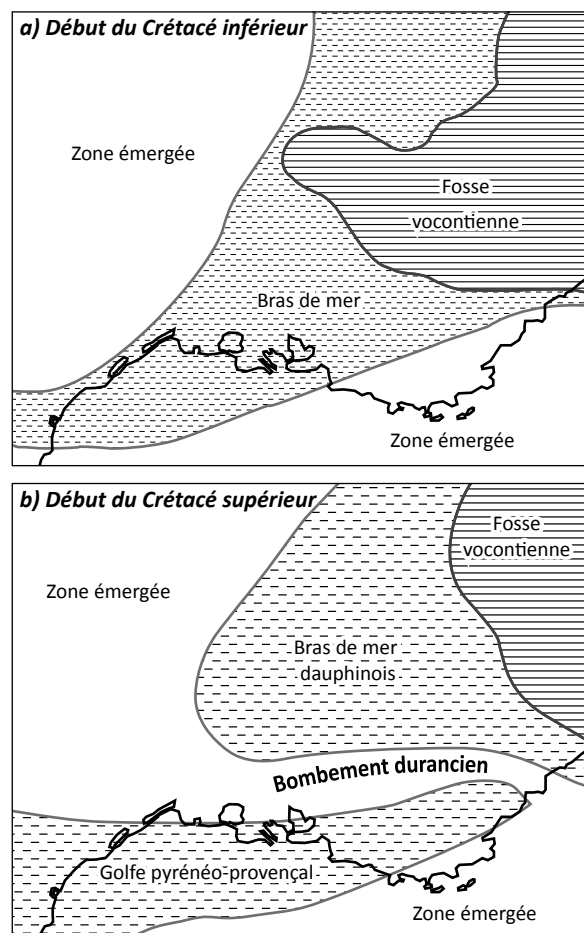 a) Début du Crétacé inférieur
Zone émergée
Fosse
vocontienne
Bras de mer
Zone émergée
b) Début du Crétacé supérieur
Fosse
vocontienne
Zone émergée
Bras de mer
dauphinois
Bombement durancien
Golfe pyrénéo-provençal
Zone émergée